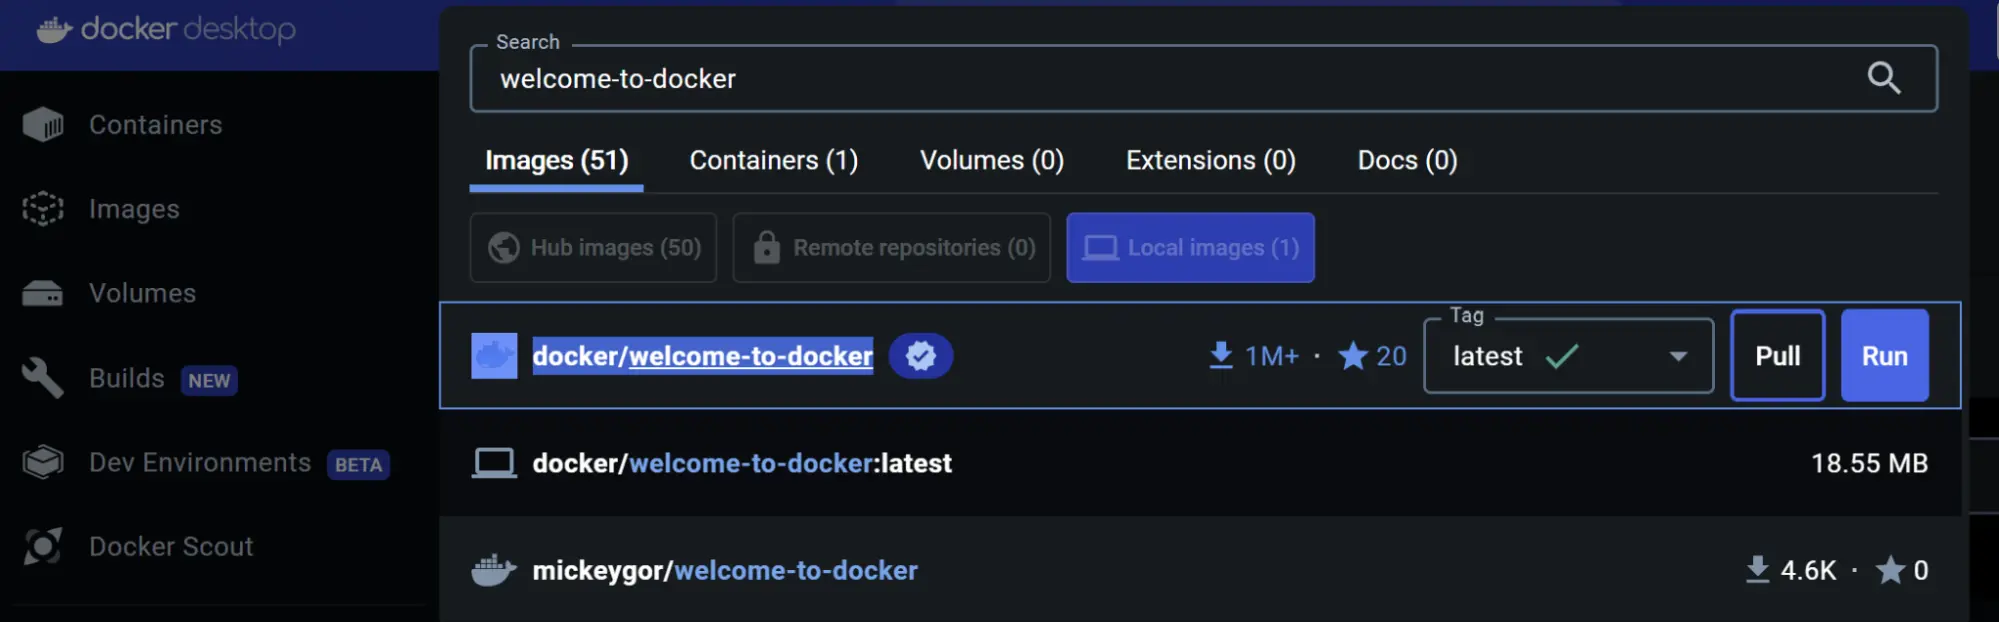 docker desktop
Containers
Images
Volumes
Builds NEW
Dev Environments BETA
Docker Scout
Search
welcome-to-docker
Images (51) Containers (1) Volumes (0) Extensions (0) Docs (0)
Hub images (50) Remote repositories (0) Local images (1)
docker/welcome-to-docker 1M+ · 20 Tag latest Pull Run
docker/welcome-to-docker:latest 18.55 MB
mickeygor/welcome-to-docker 4.6K · 0